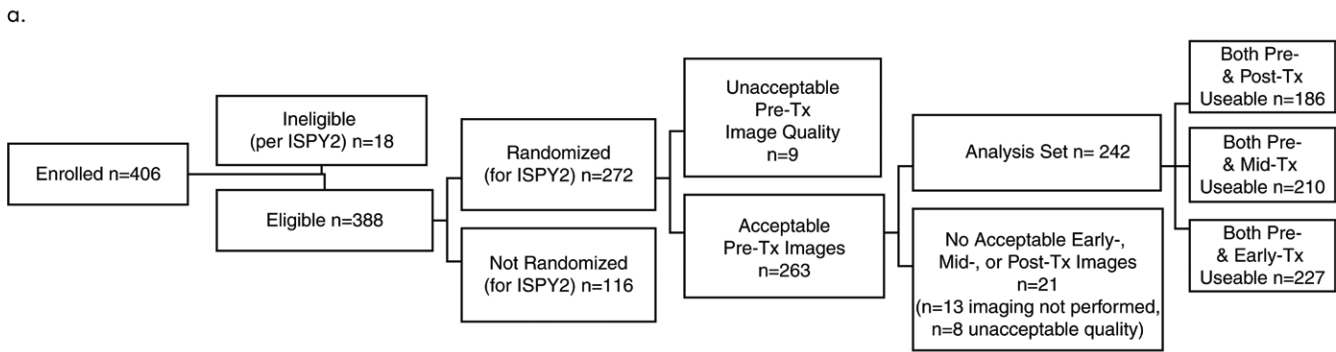 a.
Enrolled n=406
Ineligible
(per ISPY2) n=18
Eligible n=388
Randomized
(for ISPY2) n=272
Not Randomized
(for ISPY2) n=116
Unacceptable
Pre-Tx
Image Quality
n=9
Acceptable
Pre-Tx Images
n=263
Analysis Set n= 242
No Acceptable Early-,
Mid-, or Post-Tx Images
n=21
(n=13 imaging not performed,
n=8 unacceptable quality)
Both Pre-
& Post-Tx
Useable n=186
Both Pre-
& Mid-Tx
Useable n=210
Both Pre-
& Early-Tx
Useable n=227